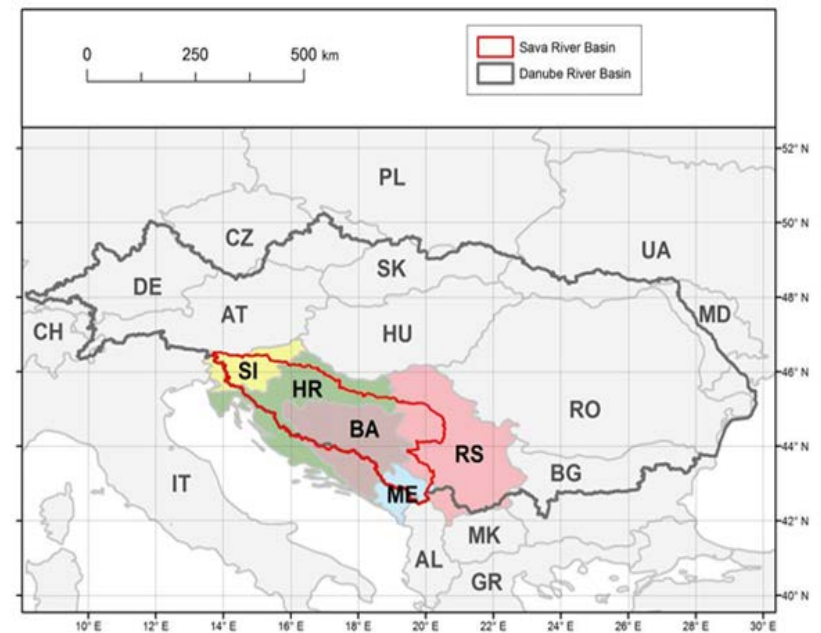 0 250 500 km
Sava River Basin
Danube River Basin
52° N
PL
50° N
CZ
UA
SK
DE
48° N
MD
AT
CH
HU
46° N
SI
HR
RO
BA
44° N
RS
BG
IT
ME
42° N
MK
AL
GR
40° N
10° E 12° E 14° E 16° E 18° E 20° E 22° E 24° E 26° E 28° E 30° E